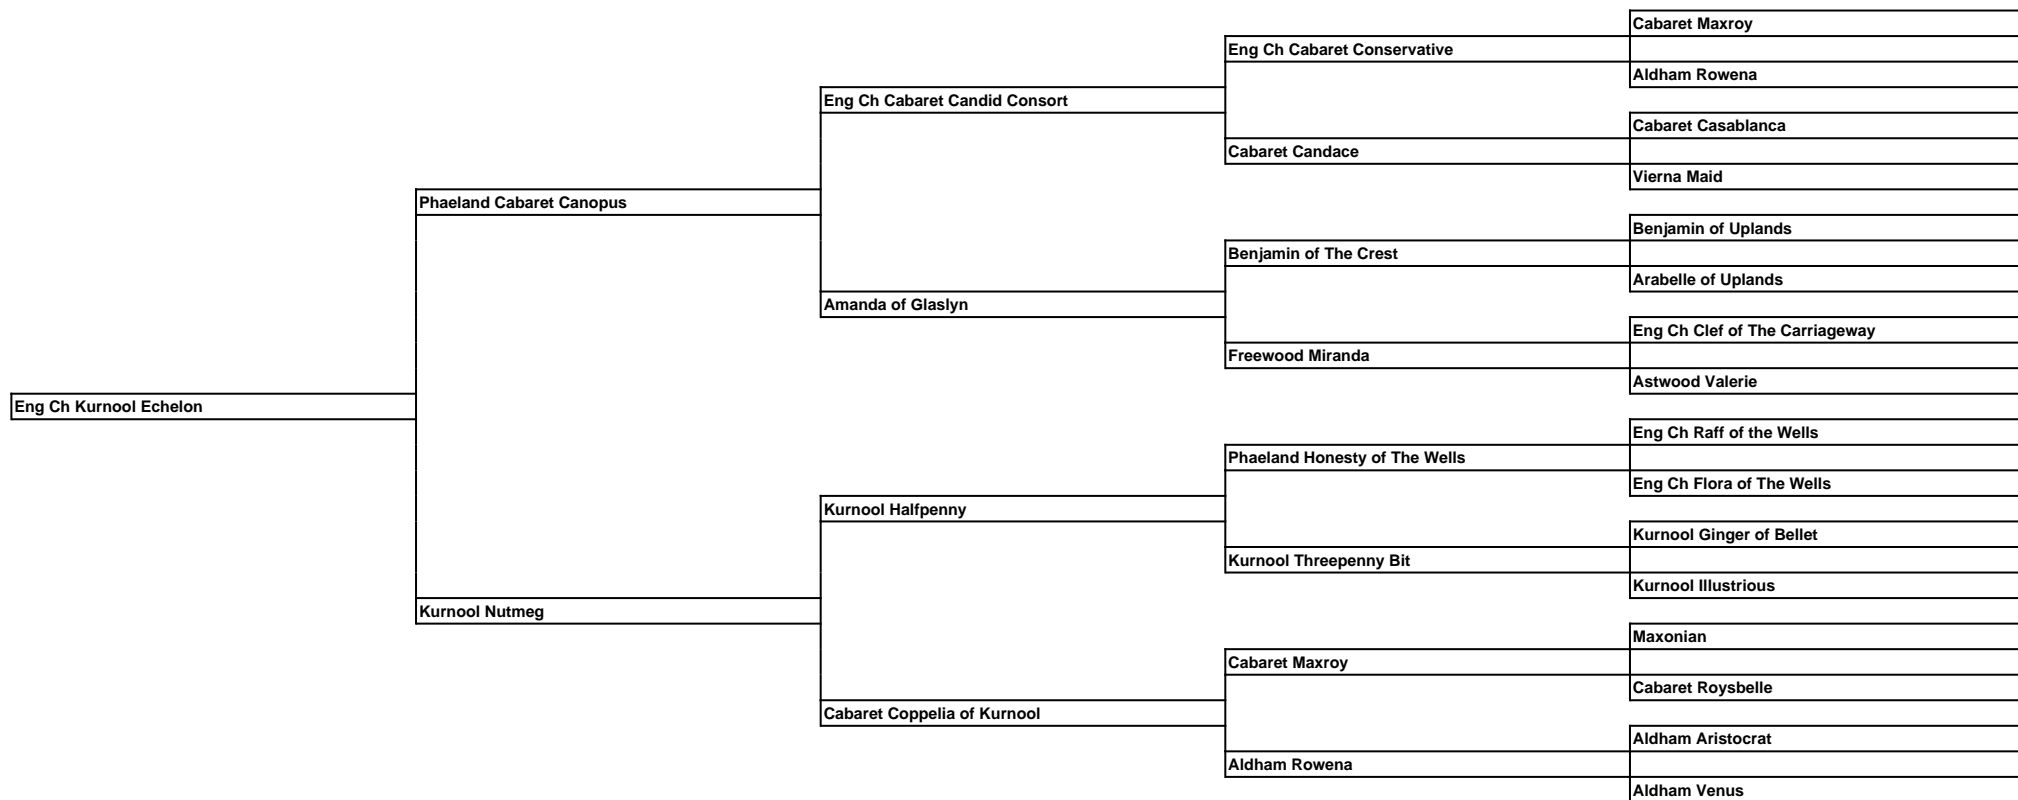 Cabaret Maxroy
Eng Ch Cabaret Conservative
Aldham Rowena
Eng Ch Cabaret Candid Consort
Cabaret Casablanca
Cabaret Candace
Vierna Maid
Phaeland Cabaret Canopus
Benjamin of Uplands
Benjamin of The Crest
Arabelle of Uplands
Amanda of Glaslyn
Eng Ch Clef of The Carriageway
Freewood Miranda
Astwood Valerie
Eng Ch Kurnool Echelon
Eng Ch Raff of the Wells
Phaeland Honesty of The Wells
Eng Ch Flora of The Wells
Kurnool Halfpenny
Kurnool Ginger of Bellet
Kurnool Threepenny Bit
Kurnool Illustrious
Kurnool Nutmeg
Maxonian
Cabaret Maxroy
Cabaret Roysbelle
Cabaret Coppelia of Kurnool
Aldham Aristocrat
Aldham Rowena
Aldham Venus